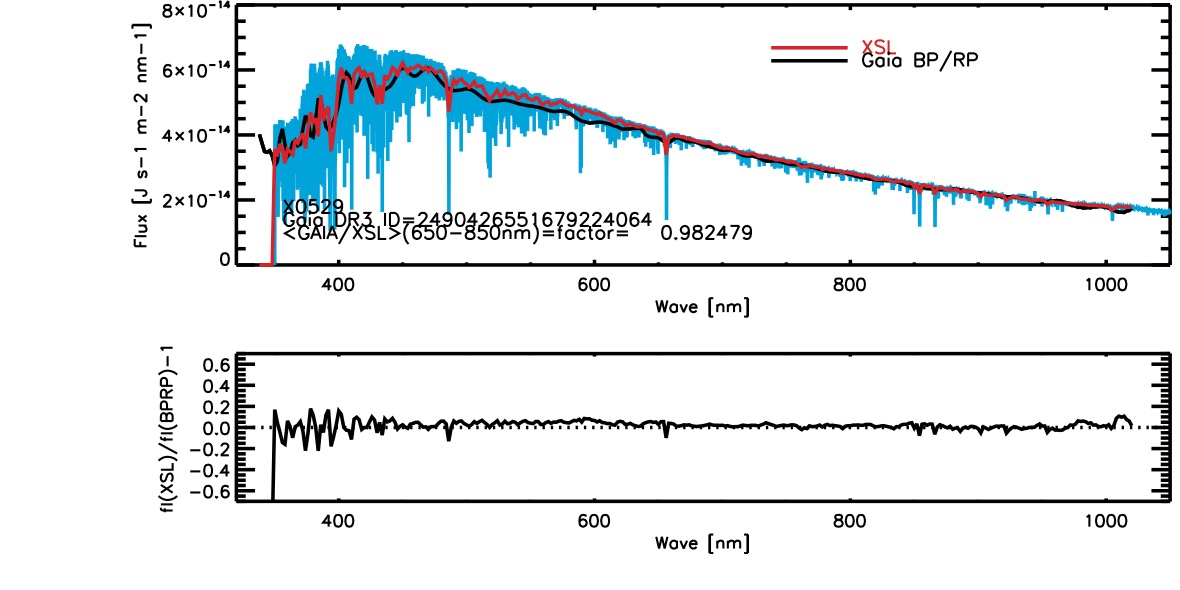 8×10−14
6×10−14
4×10−14
2×10−14
0
Flux [J s−1 m−2 nm−1]
XSL
Gaia BP/RP
X0529
Gaia DR3 ID=2490426551679224064
<GAIA/XSL>(650−850nm)=factor= 0.982479
400 600 800 1000
Wave [nm]
fl(XSL)/fl(BPRP)−1
0.6
0.4
0.2
0.0
−0.2
−0.4
−0.6
400 600 800 1000
Wave [nm]